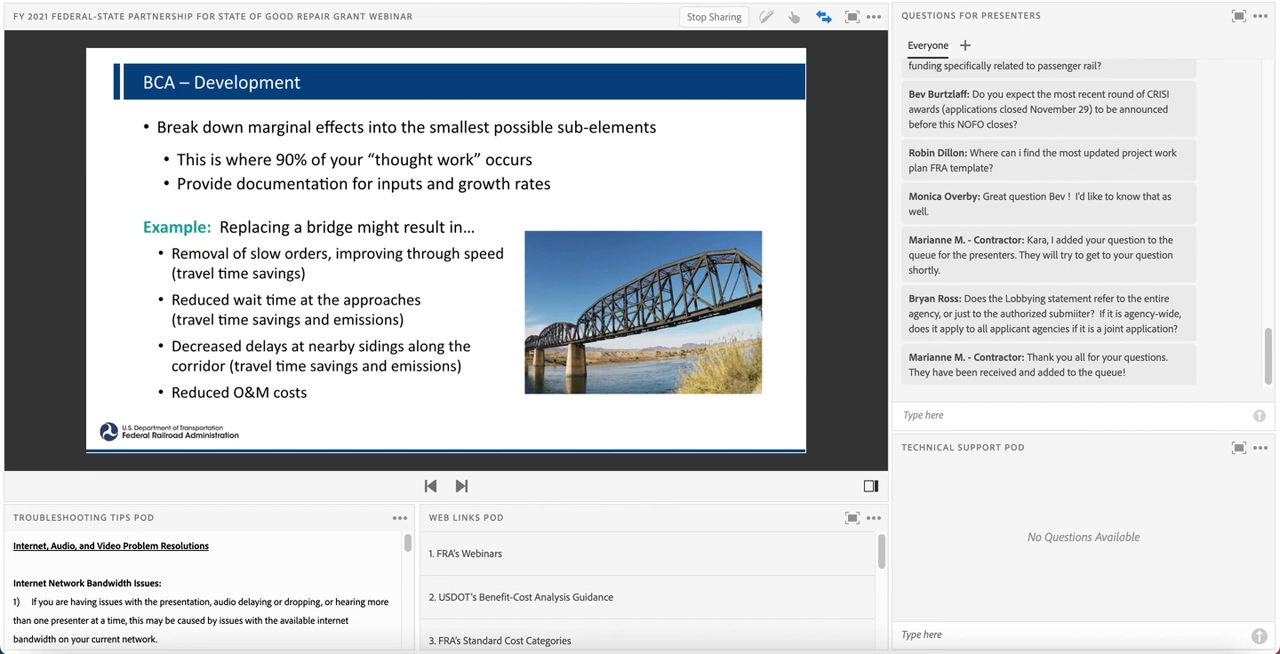 FY 2021 FEDERAL-STATE PARTNERSHIP FOR STATE OF GOOD REPAIR GRANT WEBINAR
Stop Sharing
BCA – Development
• Break down marginal effects into the smallest possible sub-elements
• This is where 90% of your “thought work” occurs
• Provide documentation for inputs and growth rates
Example: Replacing a bridge might result in...
• Removal of slow orders, improving through speed
(travel time savings)
• Reduced wait time at the approaches
(travel time savings and emissions)
• Decreased delays at nearby sidings along the
corridor (travel time savings and emissions)
• Reduced O&M costs
U.S. Department of Transportation
Federal Railroad Administration
QUESTIONS FOR PRESENTERS
Everyone
funding specifically related to passenger rail?
Bev Burtzlaff: Do you expect the most recent round of CRISI
awards (applications closed November 29) to be announced
before this NOFO closes?
Robin Dillon: Where can i find the most updated project work
plan FRA template?
Monica Overby: Great question Bev ! I'd like to know that as
well.
Marianne M. - Contractor: Kara, I added your question to the
queue for the presenters. They will try to get to your question
shortly.
Bryan Ross: Does the Lobbying statement refer to the entire
agency, or just to the authorized submiiter? If it is agency-wide,
does it apply to all applicant agencies if it is a joint application?
Marianne M. - Contractor: Thank you all for your questions.
They have been received and added to the queue!
Type here
TECHNICAL SUPPORT POD
No Questions Available
Type here
TROUBLESHOOTING TIPS POD
Internet, Audio, and Video Problem Resolutions
Internet Network Bandwidth Issues:
1) If you are having issues with the presentation, audio delaying or dropping, or hearing more
than one presenter at a time, this may be caused by issues with the available internet
bandwidth on your current network.
WEB LINKS POD
1. FRA's Webinars
2. USDOT's Benefit-Cost Analysis Guidance
3. FRA's Standard Cost Categories